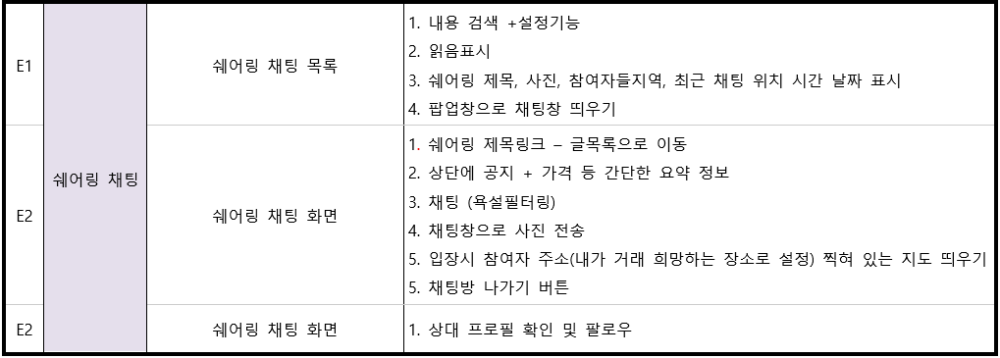 E1
쉐어링 채팅 목록
1. 내용 검색 +설정기능
2. 읽음표시
3. 쉐어링 제목, 사진, 참여자들지역, 최근 채팅 위치 시간 날짜 표시
4. 팝업창으로 채팅창 띄우기
쉐어링 채팅
E2
쉐어링 채팅 화면
1. 쉐어링 제목링크 – 글목록으로 이동
2. 상단에 공지 + 가격 등 간단한 요약 정보
3. 채팅 (욕설필터링)
4. 채팅창으로 사진 전송
5. 입장시 참여자 주소(내가 거래 희망하는 장소로 설정) 찍혀 있는 지도 띄우기
5. 채팅방 나가기 버튼
E2
쉐어링 채팅 화면
1. 상대 프로필 확인 및 팔로우